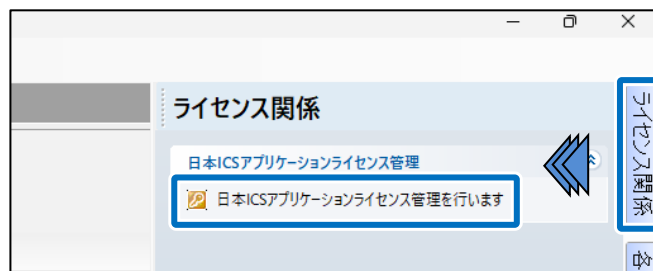 ライセンス関係
日本ICSアプリケーションライセンス管理
日本ICSアプリケーションライセンス管理を行います
ライセンス関係
各